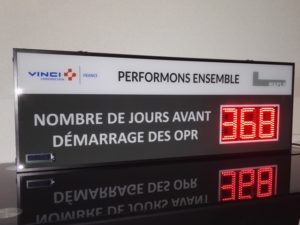 VINCI
PERFORMONS ENSEMBLE
NOMBRE DE JOURS AVANT
DÉMARRAGE DES OPR
368